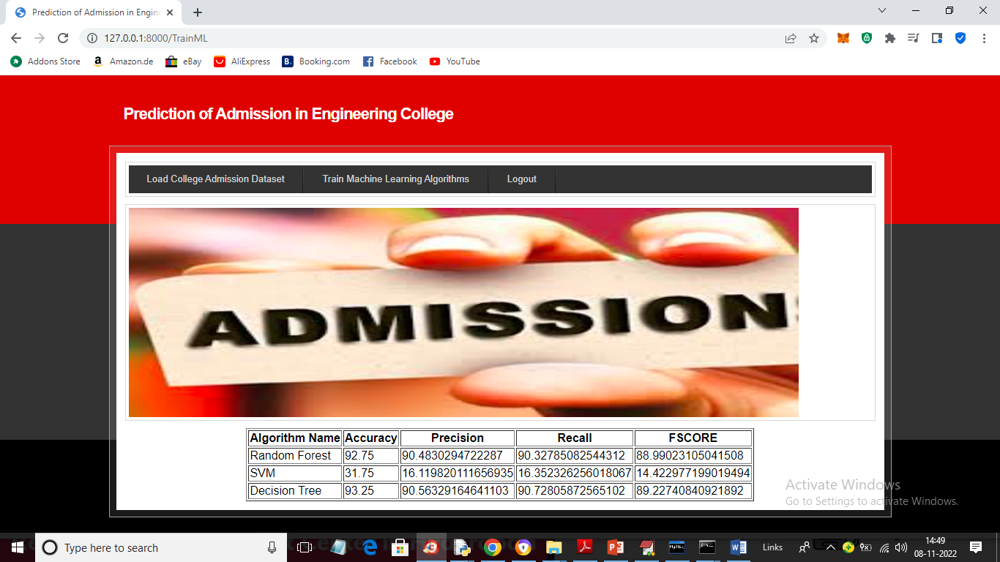 Prediction of Admission in Engine
127.0.0.1:8000/TrainML
Addons Store Amazon.de eBay AliExpress B. Booking.com Facebook YouTube
Prediction of Admission in Engineering College
Load College Admission Dataset Train Machine Learning Algorithms Logout
ADMISSION
Algorithm Name Accuracy Precision Recall FSCORE
Random Forest 92.75 90.4830294722287 90.32785082544312 88.99023105041508
SVM 31.75 16.119820111656935 16.352326256018067 14.422977199019494
Decision Tree 93.25 90.56329164641103 90.72805872565102 89.22740840921892
Activate Windows
Go to Settings to activate Windows.
Type here to search
Links
14:49
08-11-2022